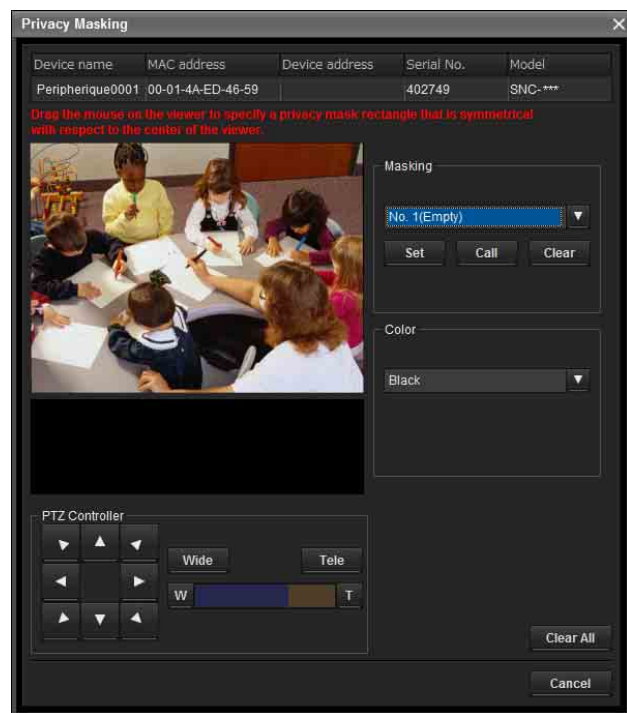 Privacy Masking
Device name MAC address Device address Serial No. Model
Peripherique0001 00-01-4A-ED-46-59 402749 SNC-***
Drag the mouse on the viewer to specify a privacy mask rectangle that is symmetrical
with respect to the center of the viewer.
Masking
No. 1(Empty)
Set Call Clear
Color
Black
PTZ Controller
Wide Tele
W T
Clear All
Cancel